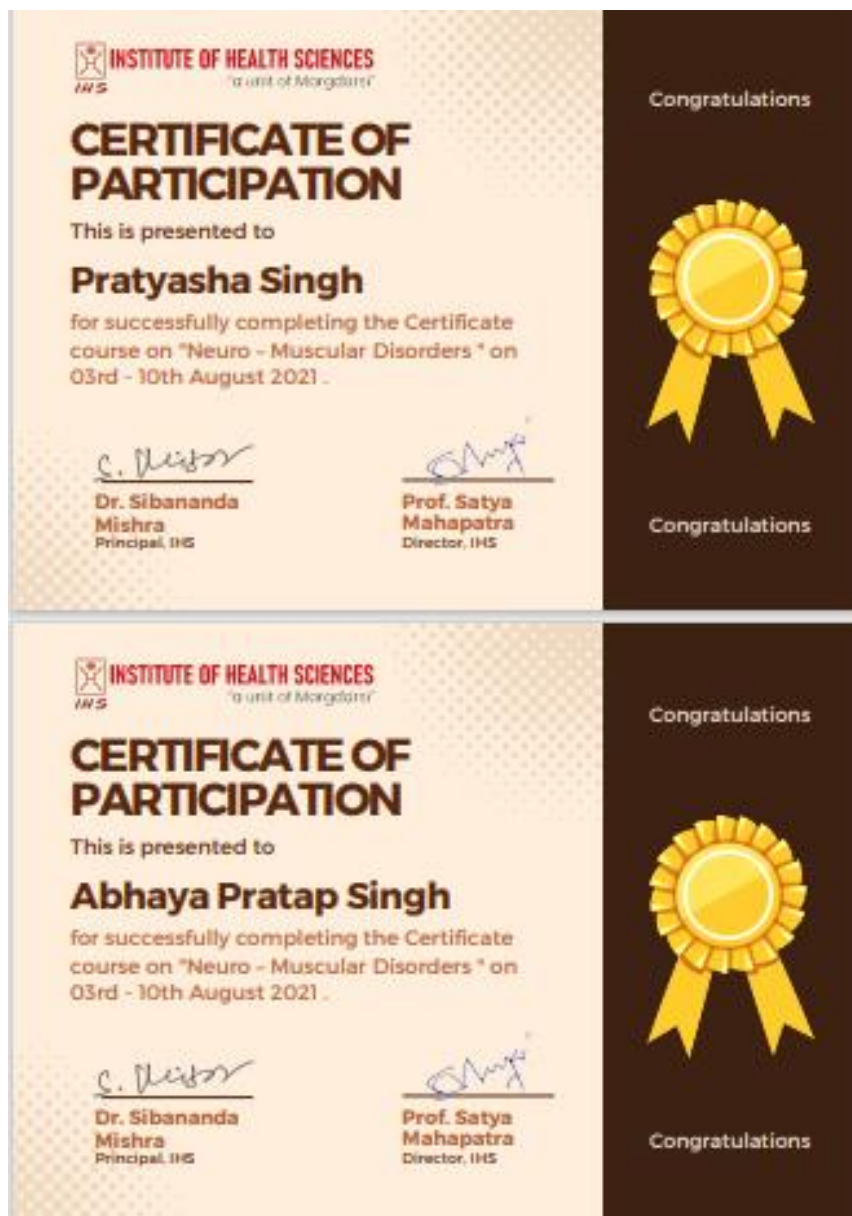 INSTITUTE OF HEALTH SCIENCES
"a unit of Margdarsi"
IHS
CERTIFICATE OF
PARTICIPATION
This is presented to
Pratyasha Singh
for successfully completing the Certificate
course on "Neuro - Muscular Disorders " on
03rd - 10th August 2021 .
Dr. Sibananda
Mishra
Principal, IHS
Prof. Satya
Mahapatra
Director, IHS
Congratulations
Congratulations
INSTITUTE OF HEALTH SCIENCES
"a unit of Margdarsi"
IHS
CERTIFICATE OF
PARTICIPATION
This is presented to
Abhaya Pratap Singh
for successfully completing the Certificate
course on "Neuro - Muscular Disorders " on
03rd - 10th August 2021 .
Dr. Sibananda
Mishra
Principal, IHS
Prof. Satya
Mahapatra
Director, IHS
Congratulations
Congratulations